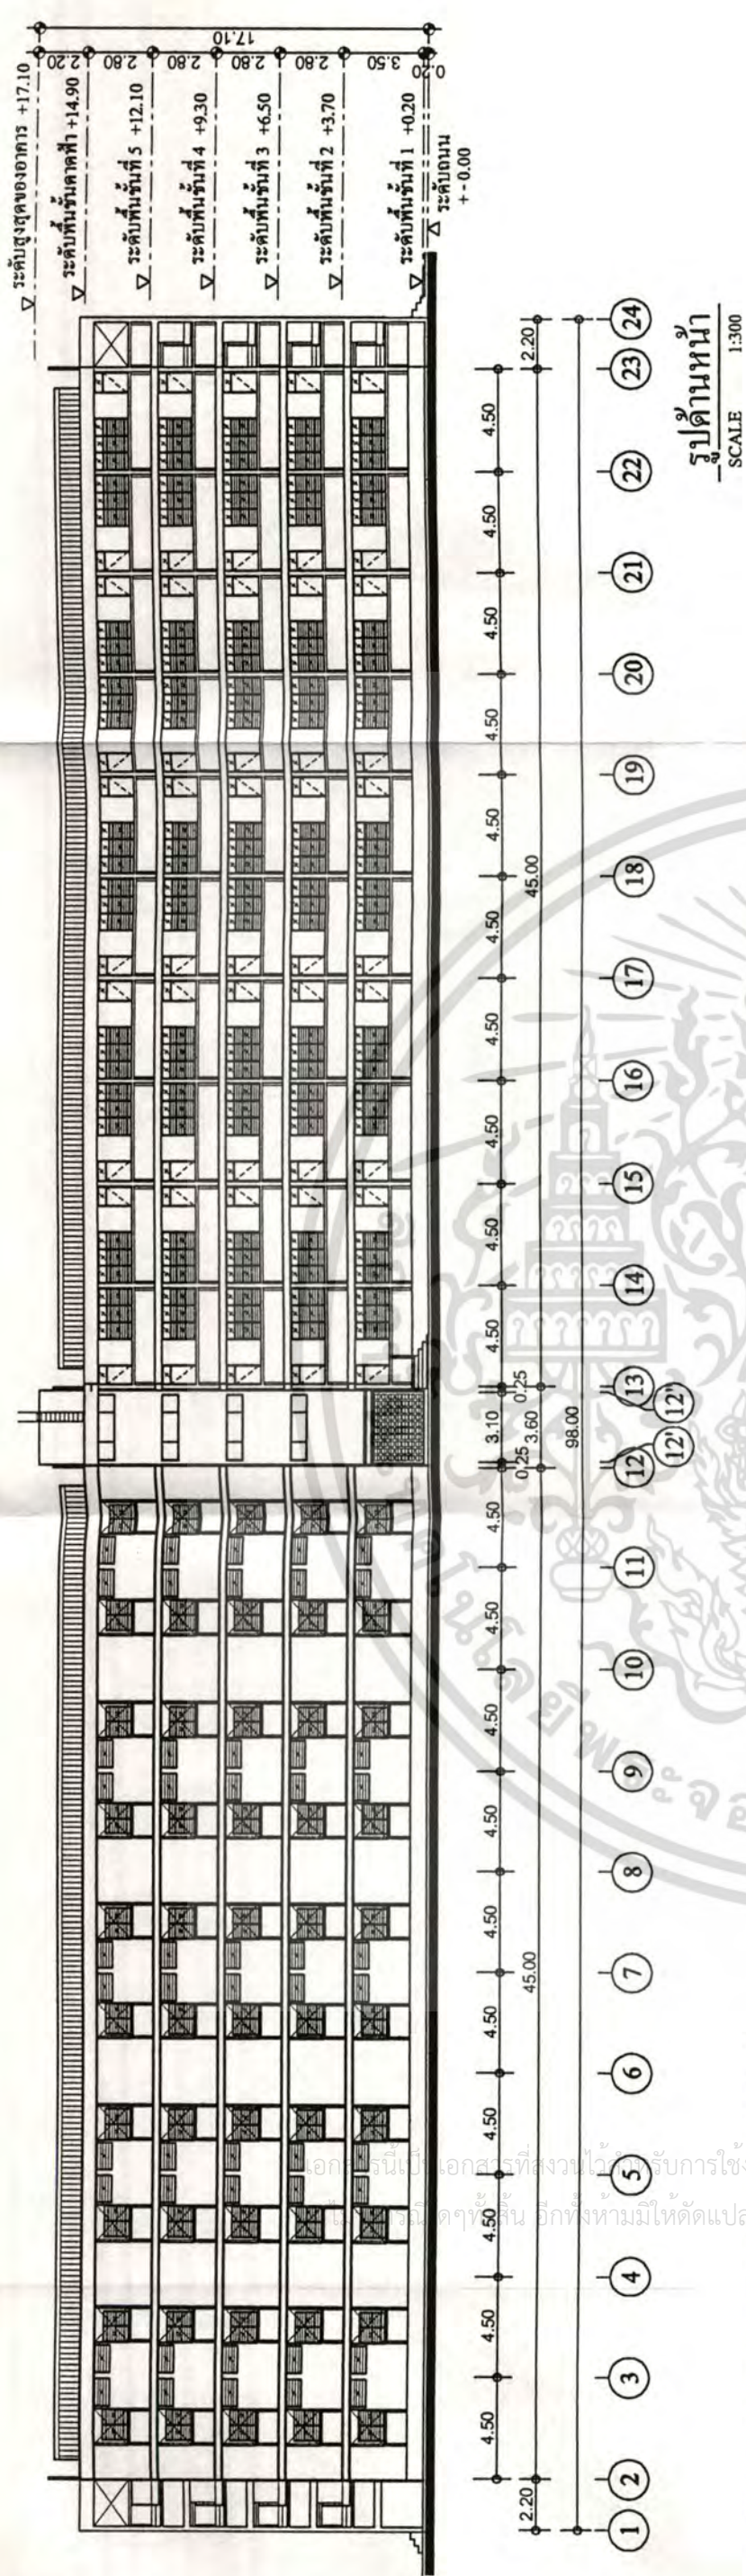 ระดับสูงสุดของอาคาร +17.10
ระดับพื้นชั้นดาดฟ้า +14.90
ระดับพื้นชั้นที่ 5 +12.10
ระดับพื้นชั้นที่ 4 +9.30
ระดับพื้นชั้นที่ 3 +6.50
ระดับพื้นชั้นที่ 2 +3.70
ระดับพื้นชั้นที่ 1 +0.20
ระดับถนน
+-0.00
17.10
2.20 2.80 2.80 2.80 2.80 3.50 0.20
4.50 4.50 4.50 4.50 4.50 4.50 4.50 4.50 4.50 4.50 0.25 3.10 0.25 4.50 4.50 4.50 4.50 4.50 4.50 4.50 4.50 4.50 4.50
2.20 45.00 3.60 45.00 2.20
98.00
1 2 3 4 5 6 7 8 9 10 11 12 12' 12" 13 14 15 16 17 18 19 20 21 22 23 24
รูปด้านหน้า
SCALE 1:300